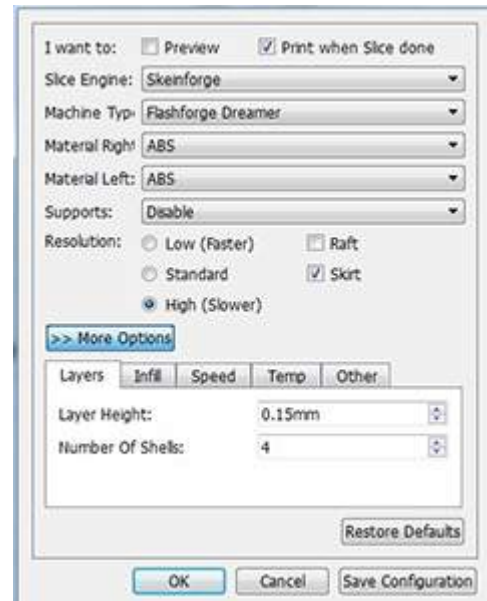 I want to: Preview Print when Slice done
Slice Engine: Skeinforge
Machine Typ Flashforge Dreamer
Material Right ABS
Material Left: ABS
Supports: Disable
Resolution: Low (Faster) Raft
Standard Skirt
High (Slower)
>> More Options
Layers Infill Speed Temp Other
Layer Height: 0.15mm
Number Of Shells: 4
Restore Defaults
OK Cancel Save Configuration